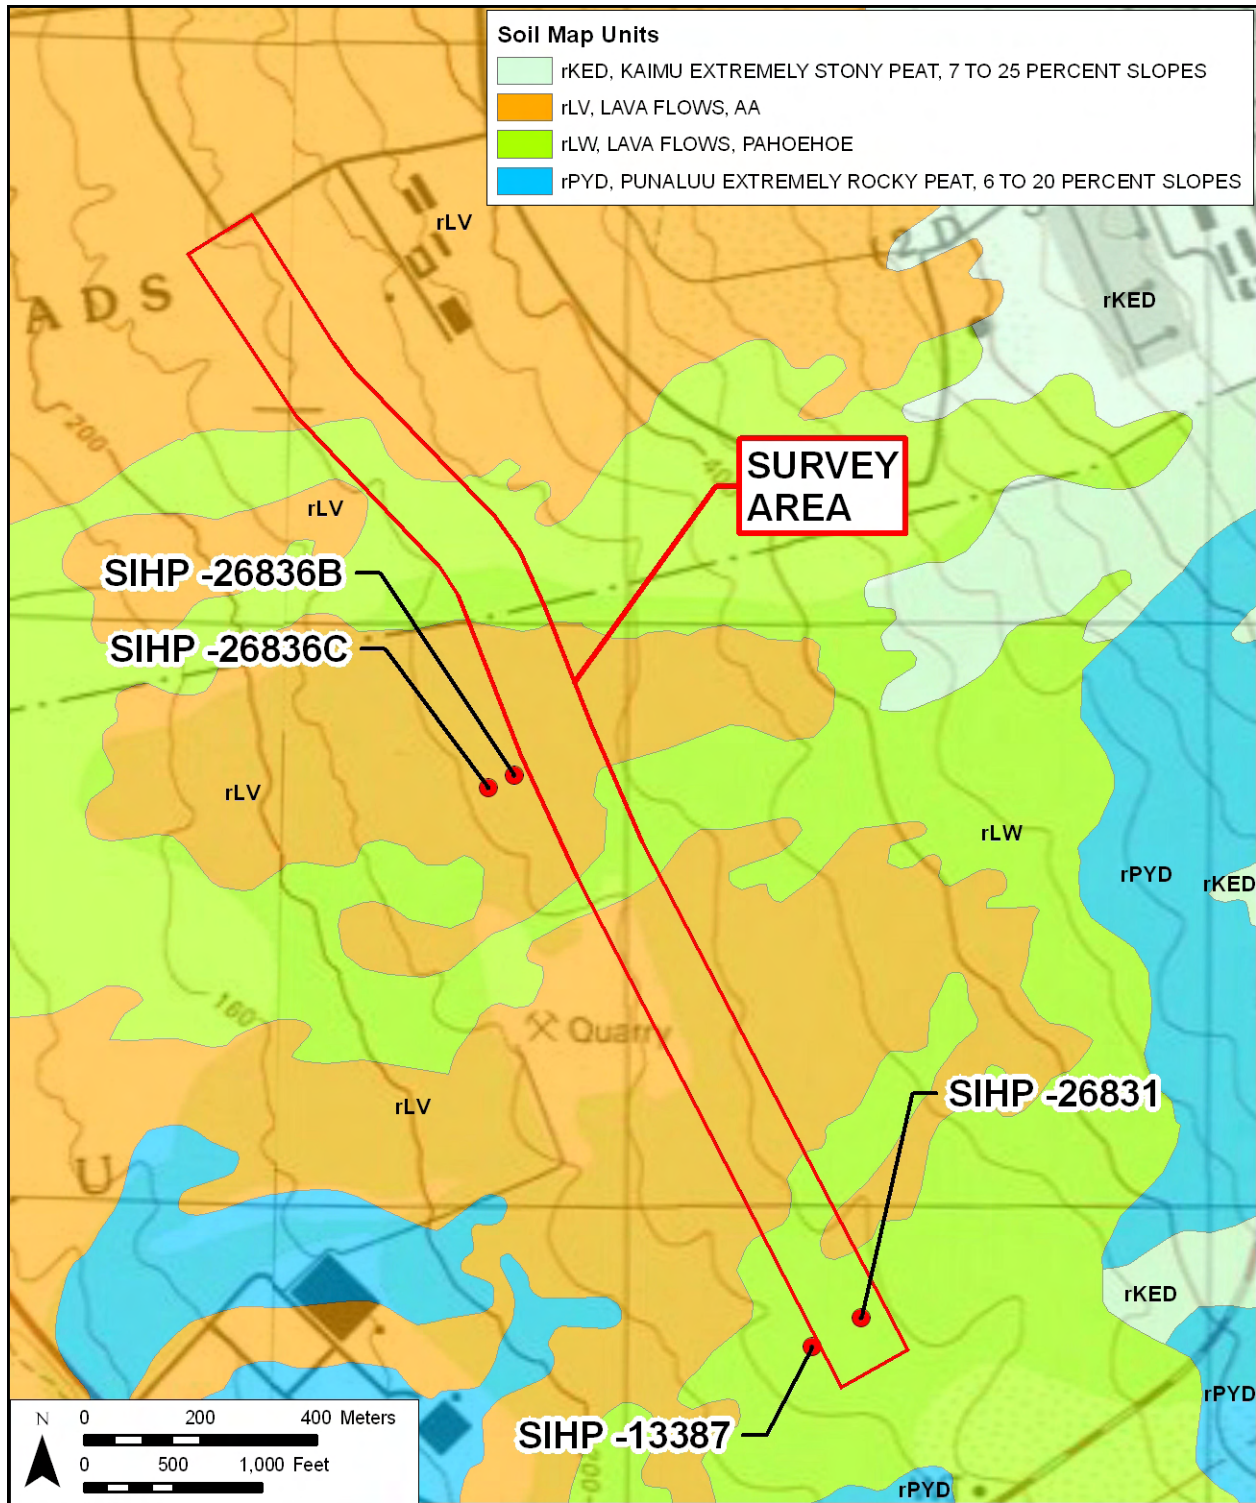 Soil Map Units
rKED, KAIMU EXTREMELY STONY PEAT, 7 TO 25 PERCENT SLOPES
rLV, LAVA FLOWS, AA
rLW, LAVA FLOWS, PAHOEHOE
rPYD, PUNALUU EXTREMELY ROCKY PEAT, 6 TO 20 PERCENT SLOPES
rLV
rKED
ADS
200
SURVEY
AREA
rLV
SIHP -26836B
SIHP -26836C
rLV
rLW
rPYD
rKED
160
Quarry
SIHP -26831
rLV
U
rKED
rPYD
SIHP -13387
rPYD
N
0 200 400 Meters
0 500 1,000 Feet